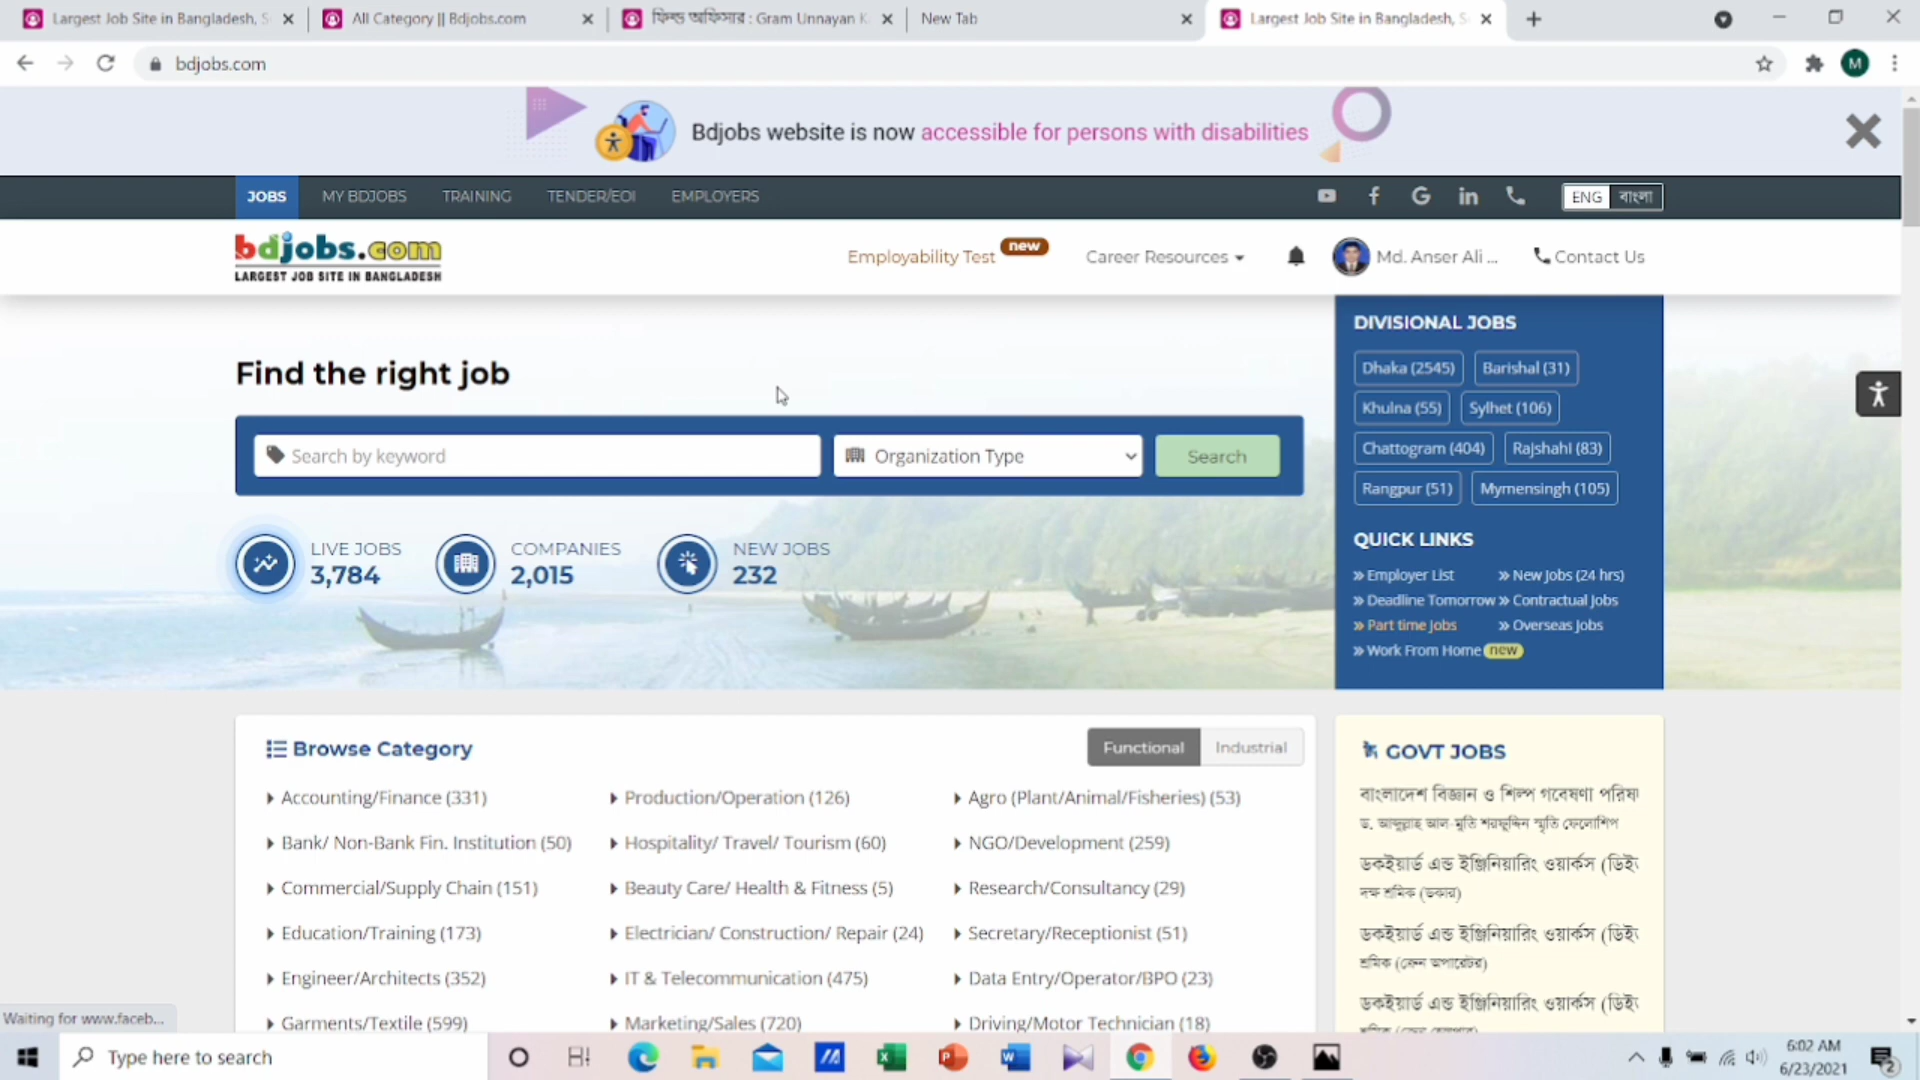 Largest Job Site in Bangladesh, S
All Category || Bdjobs.com
ফিল্ড অফিসার : Gram Unnayan K
New Tab
Largest Job Site in Bangladesh, S
bdjobs.com
M
Bdjobs website is now accessible for persons with disabilities
JOBS
MY BDJOBS
TRAINING
TENDER/EOI
EMPLOYERS
ENG
বাংলা
bdjobs.com
LARGEST JOB SITE IN BANGLADESH
Employability Test new
Career Resources
Md. Anser Ali ...
Contact Us
Find the right job
Search by keyword
Organization Type
Search
LIVE JOBS
3,784
COMPANIES
2,015
NEW JOBS
232
DIVISIONAL JOBS
Dhaka (2545) Barishal (31)
Khulna (55) Sylhet (106)
Chattogram (404) Rajshahi (83)
Rangpur (51) Mymensingh (105)
QUICK LINKS
» Employer List » New Jobs (24 hrs)
» Deadline Tomorrow » Contractual Jobs
» Part time Jobs » Overseas Jobs
» Work From Home new
Browse Category
Functional Industrial
Accounting/Finance (331) Production/Operation (126) Agro (Plant/Animal/Fisheries) (53)
Bank/ Non-Bank Fin. Institution (50) Hospitality/ Travel/ Tourism (60) NGO/Development (259)
Commercial/Supply Chain (151) Beauty Care/ Health & Fitness (5) Research/Consultancy (29)
Education/Training (173) Electrician/ Construction/ Repair (24) Secretary/Receptionist (51)
Engineer/Architects (352) IT & Telecommunication (475) Data Entry/Operator/BPO (23)
Garments/Textile (599) Marketing/Sales (720) Driving/Motor Technician (18)
GOVT JOBS
বাংলাদেশ বিজ্ঞান ও শিল্প গবেষণা পরিষ
ড. আব্দুল্লাহ আল-মুতি শরফুদ্দিন স্মৃতি ফেলোশিপ
ডকইয়ার্ড এন্ড ইঞ্জিনিয়ারিং ওয়ার্কস (ডিই
দক্ষ শ্রমিক (ডকার)
ডকইয়ার্ড এন্ড ইঞ্জিনিয়ারিং ওয়ার্কস (ডিই
শ্রমিক (ক্রেন অপারেটর)
ডকইয়ার্ড এন্ড ইঞ্জিনিয়ারিং ওয়ার্কস (ডিই
Waiting for www.faceb...
Type here to search
6:02 AM
6/23/2021
2